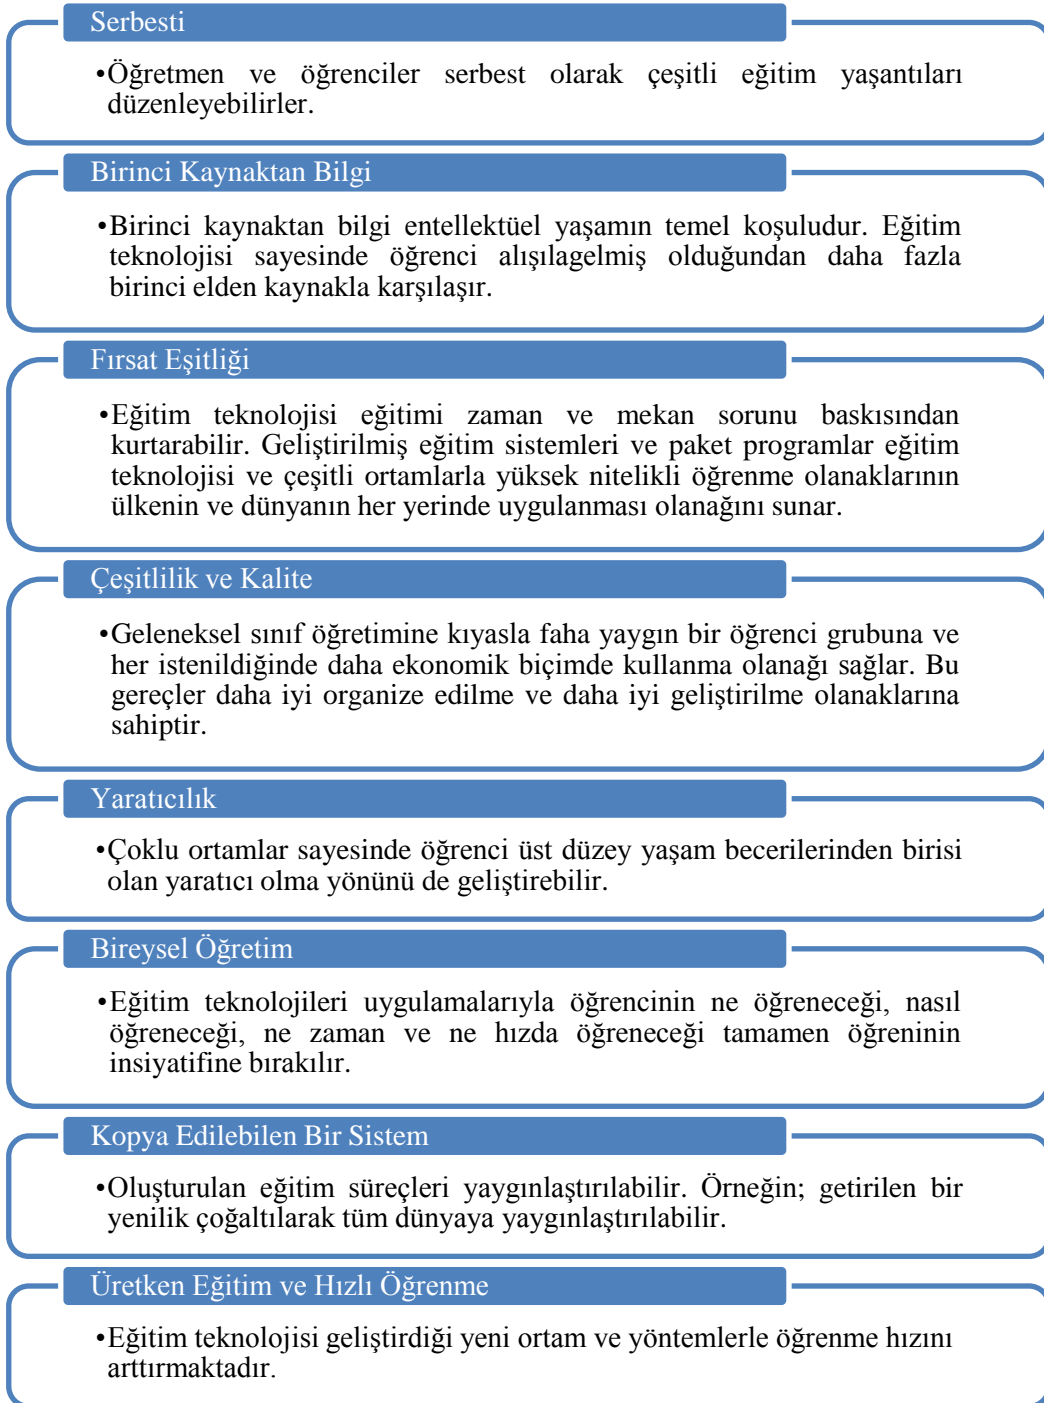 Serbesti
•Öğretmen ve öğrenciler serbest olarak çeşitli eğitim yaşantıları
düzenleyebilirler.
Birinci Kaynaktan Bilgi
•Birinci kaynaktan bilgi entellektüel yaşamın temel koşuludur. Eğitim
teknolojisi sayesinde öğrenci alışılagelmiş olduğundan daha fazla
birinci elden kaynakla karşılaşır.
Fırsat Eşitliği
•Eğitim teknolojisi eğitimi zaman ve mekan sorunu baskısından
kurtarabilir. Geliştirilmiş eğitim sistemleri ve paket programlar eğitim
teknolojisi ve çeşitli ortamlarla yüksek nitelikli öğrenme olanaklarının
ülkenin ve dünyanın her yerinde uygulanması olanağını sunar.
Çeşitlilik ve Kalite
•Geleneksel sınıf öğretimine kıyasla faha yaygın bir öğrenci grubuna ve
her istenildiğinde daha ekonomik biçimde kullanma olanağı sağlar. Bu
gereçler daha iyi organize edilme ve daha iyi geliştirilme olanaklarına
sahiptir.
Yaratıcılık
•Çoklu ortamlar sayesinde öğrenci üst düzey yaşam becerilerinden birisi
olan yaratıcı olma yönünü de geliştirebilir.
Bireysel Öğretim
•Eğitim teknolojileri uygulamalarıyla öğrencinin ne öğreneceği, nasıl
öğreneceği, ne zaman ve ne hızda öğreneceği tamamen öğreninin
insiyatifine bırakılır.
Kopya Edilebilen Bir Sistem
•Oluşturulan eğitim süreçleri yaygınlaştırılabilir. Örneğin; getirilen bir
yenilik çoğaltılarak tüm dünyaya yaygınlaştırılabilir.
Üretken Eğitim ve Hızlı Öğrenme
•Eğitim teknolojisi geliştirdiği yeni ortam ve yöntemlerle öğrenme hızını
arttırmaktadır.